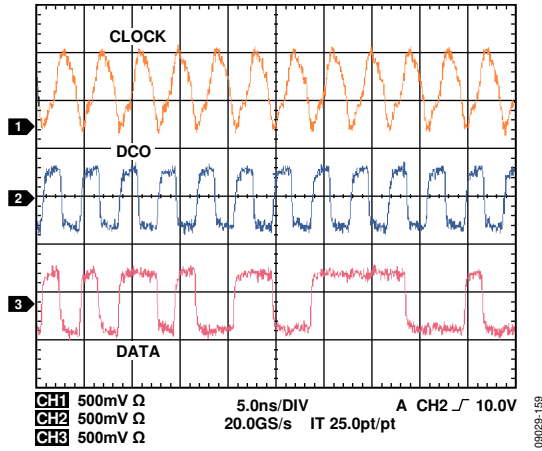 CLOCK
1
DCO
2
3
DATA
CH1 500mV Ω
CH2 500mV Ω
CH3 500mV Ω
5.0ns/DIV
20.0GS/s IT 25.0pt/pt
A CH2 10.0V
09029-159